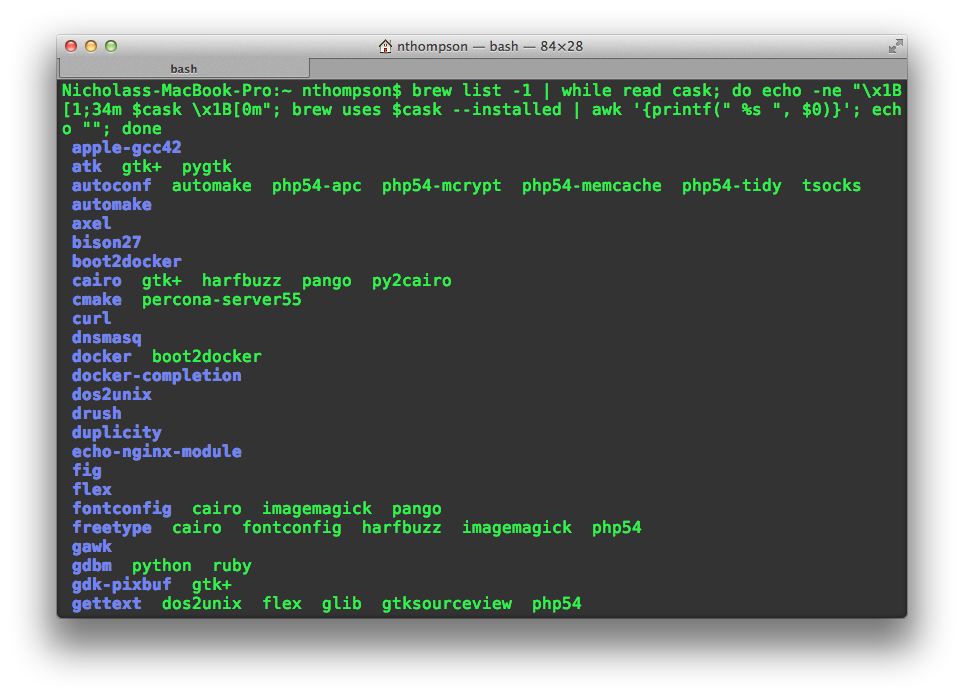 nthompson — bash — 84×28
bash
Nicholass-MacBook-Pro:~ nthompson$ brew list -1 | while read cask; do echo -ne "\x1B
[1;34m $cask \x1B[0m"; brew uses $cask --installed | awk '{printf(" %s ", $0)}'; ech
o ""; done
apple-gcc42
atk  gtk+  pygtk
autoconf  automake  php54-apc  php54-mcrypt  php54-memcache  php54-tidy  tsocks
automake
axel
bison27
boot2docker
cairo  gtk+  harfbuzz  pango  py2cairo
cmake  percona-server55
curl
dnsmasq
docker  boot2docker
docker-completion
dos2unix
drush
duplicity
echo-nginx-module
fig
flex
fontconfig  cairo  imagemagick  pango
freetype  cairo  fontconfig  harfbuzz  imagemagick  php54
gawk
gdbm  python  ruby
gdk-pixbuf  gtk+
gettext  dos2unix  flex  glib  gtksourceview  php54